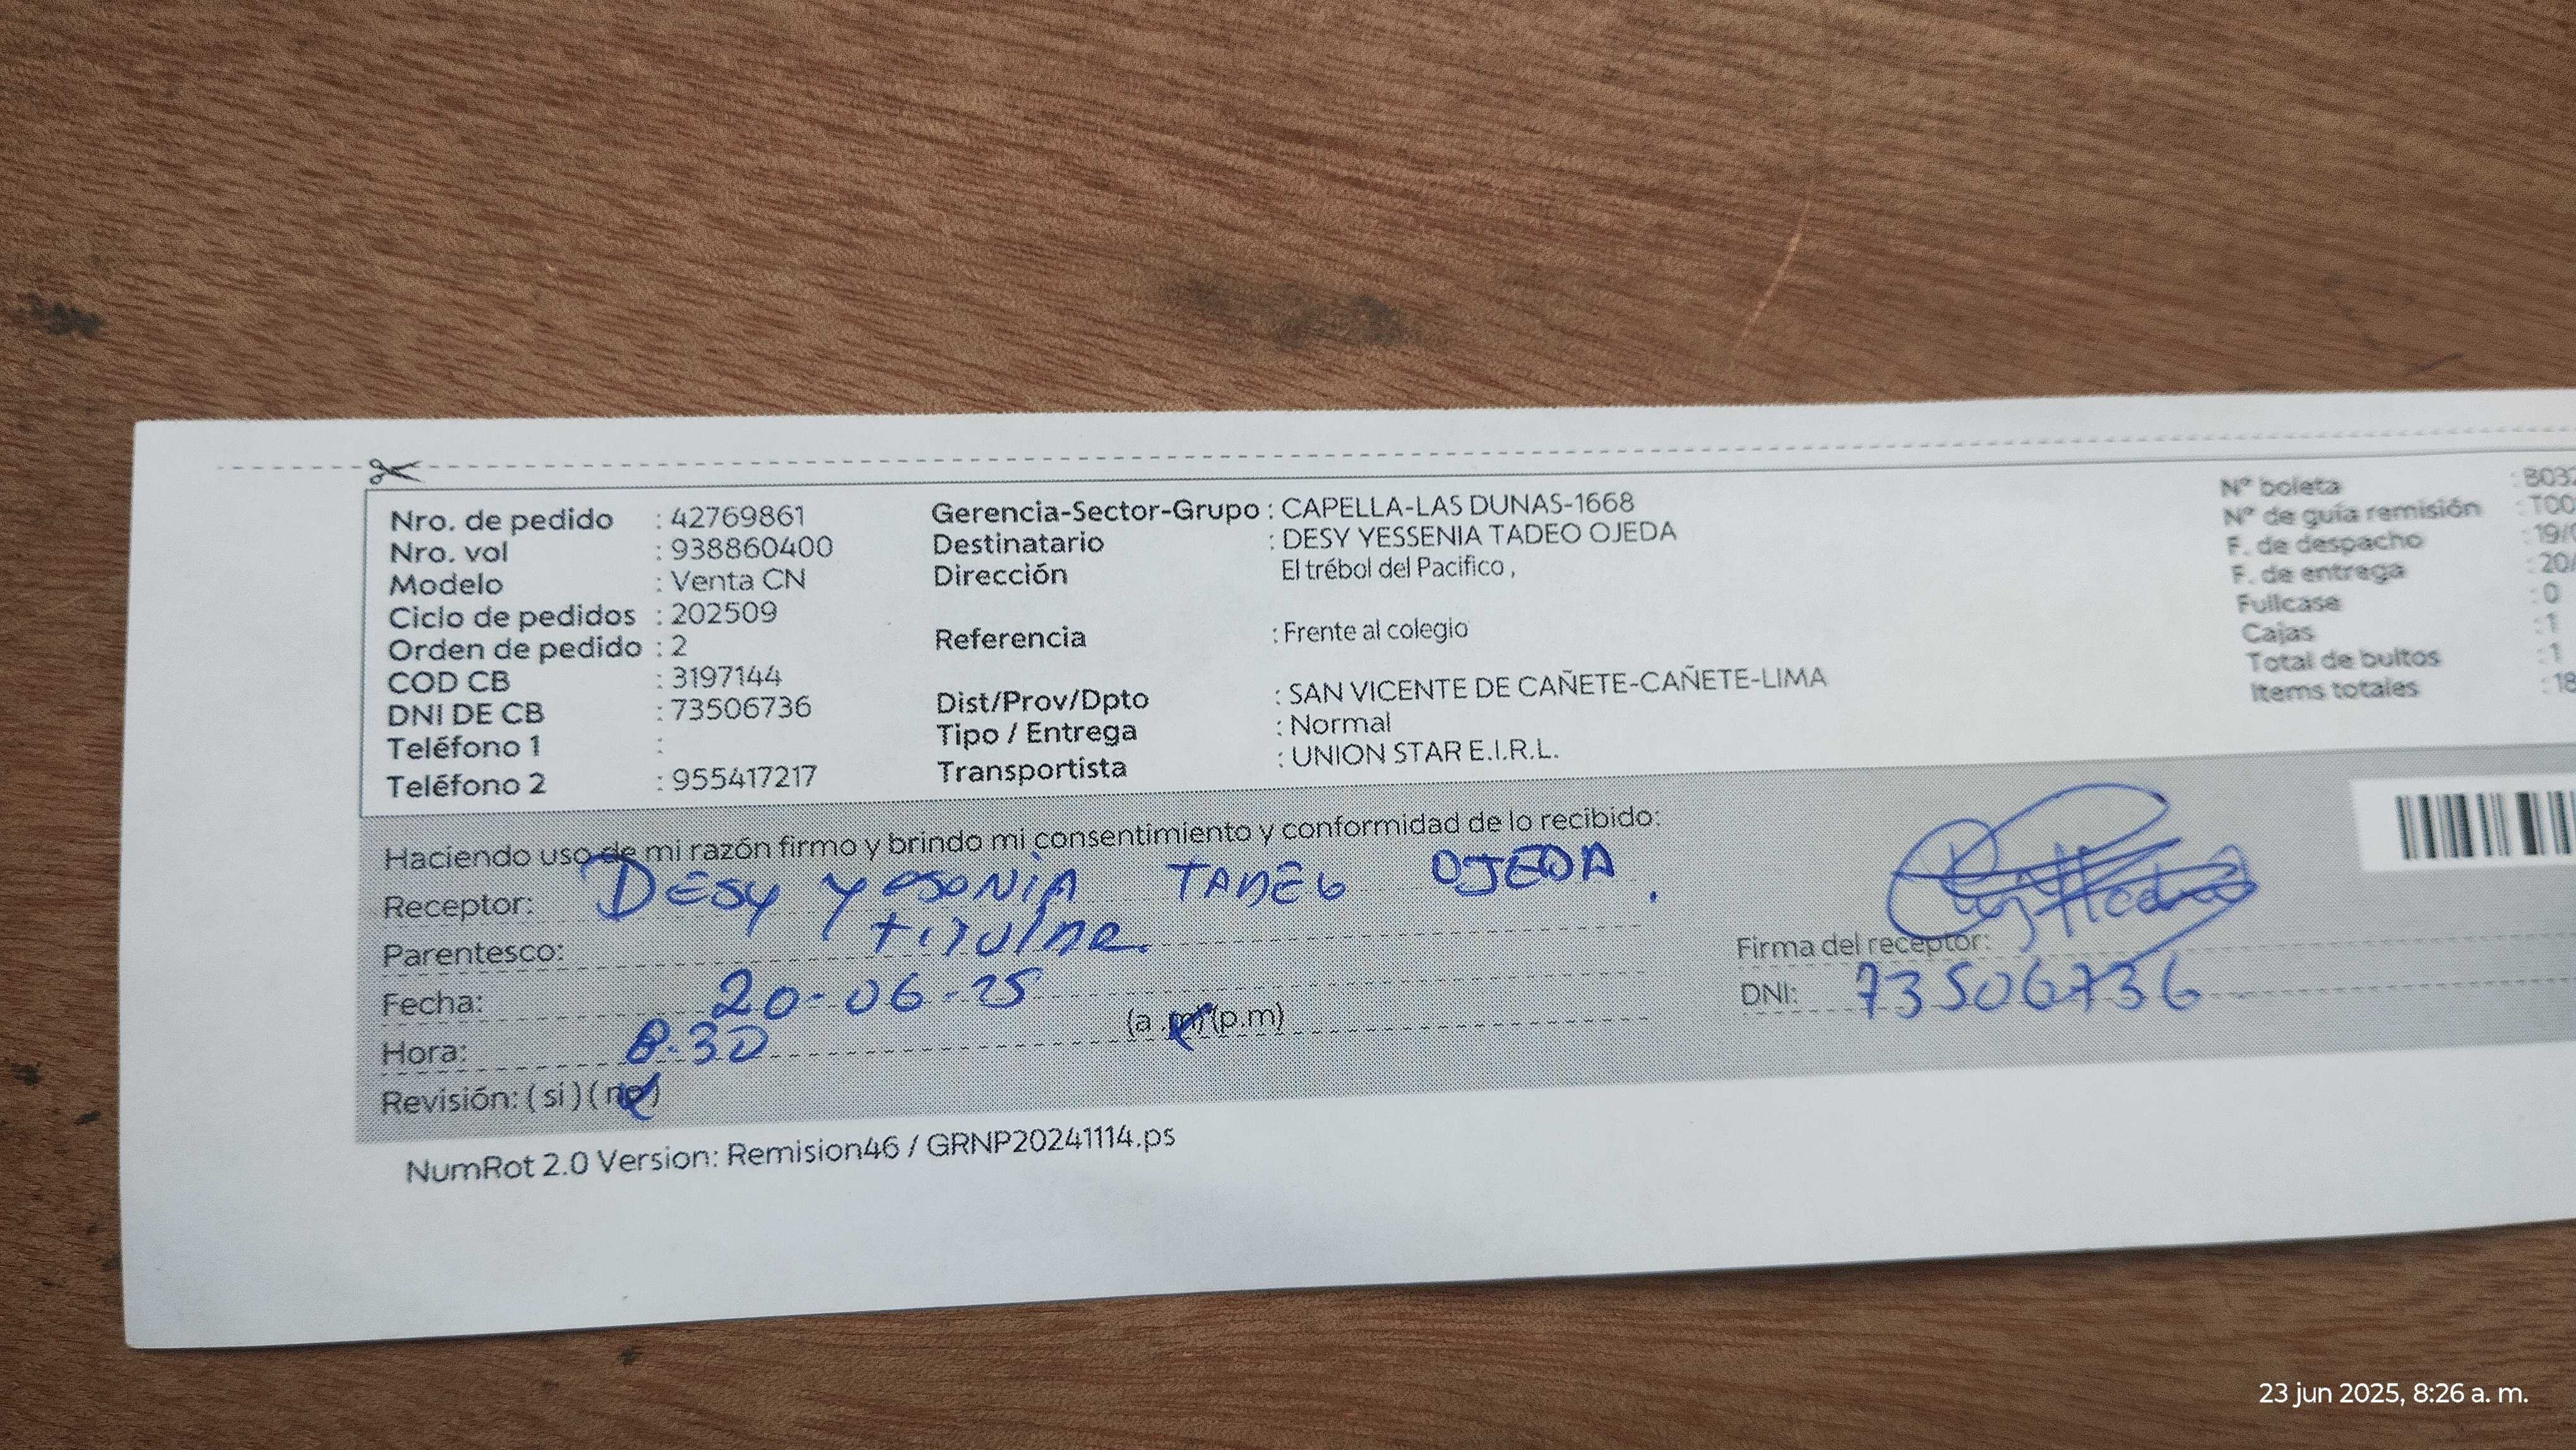 Nro. de pedido : 42769861
Nro. vol : 938860400
Modelo : Venta CN
Ciclo de pedidos : 202509
Orden de pedido : 2
COD CB : 3197144
DNI DE CB : 73506736
Teléfono 1 :
Teléfono 2 : 955417217
Gerencia-Sector-Grupo : CAPELLA-LAS DUNAS-1668
Destinatario : DESY YESSENIA TADEO OJEDA
Dirección El trébol del Pacifico ,
Referencia : Frente al colegio
Dist/Prov/Dpto : SAN VICENTE DE CAÑETE-CAÑETE-LIMA
Tipo / Entrega : Normal
Transportista : UNION STAR E.I.R.L.
N° boleta : B032
N° de guía remisión : T00
F. de despacho : 19/
F. de entrega : 20/
Fullcase : 0
Cajas : 1
Total de bultos : 1
Items totales : 18
Haciendo uso de mi razón firmo y brindo mi consentimiento y conformidad de lo recibido:
Receptor: DESY YESONIA TADEO OJEDA.
Parentesco: titular.
Fecha: 20-06-25
Hora: 8.30 (a .m) (p.m)
Revisión: ( si ) ( no )
Firma del receptor:
DNI: 73506736
NumRot 2.0 Version: Remision46 / GRNP20241114.ps
23 jun 2025, 8:26 a. m.